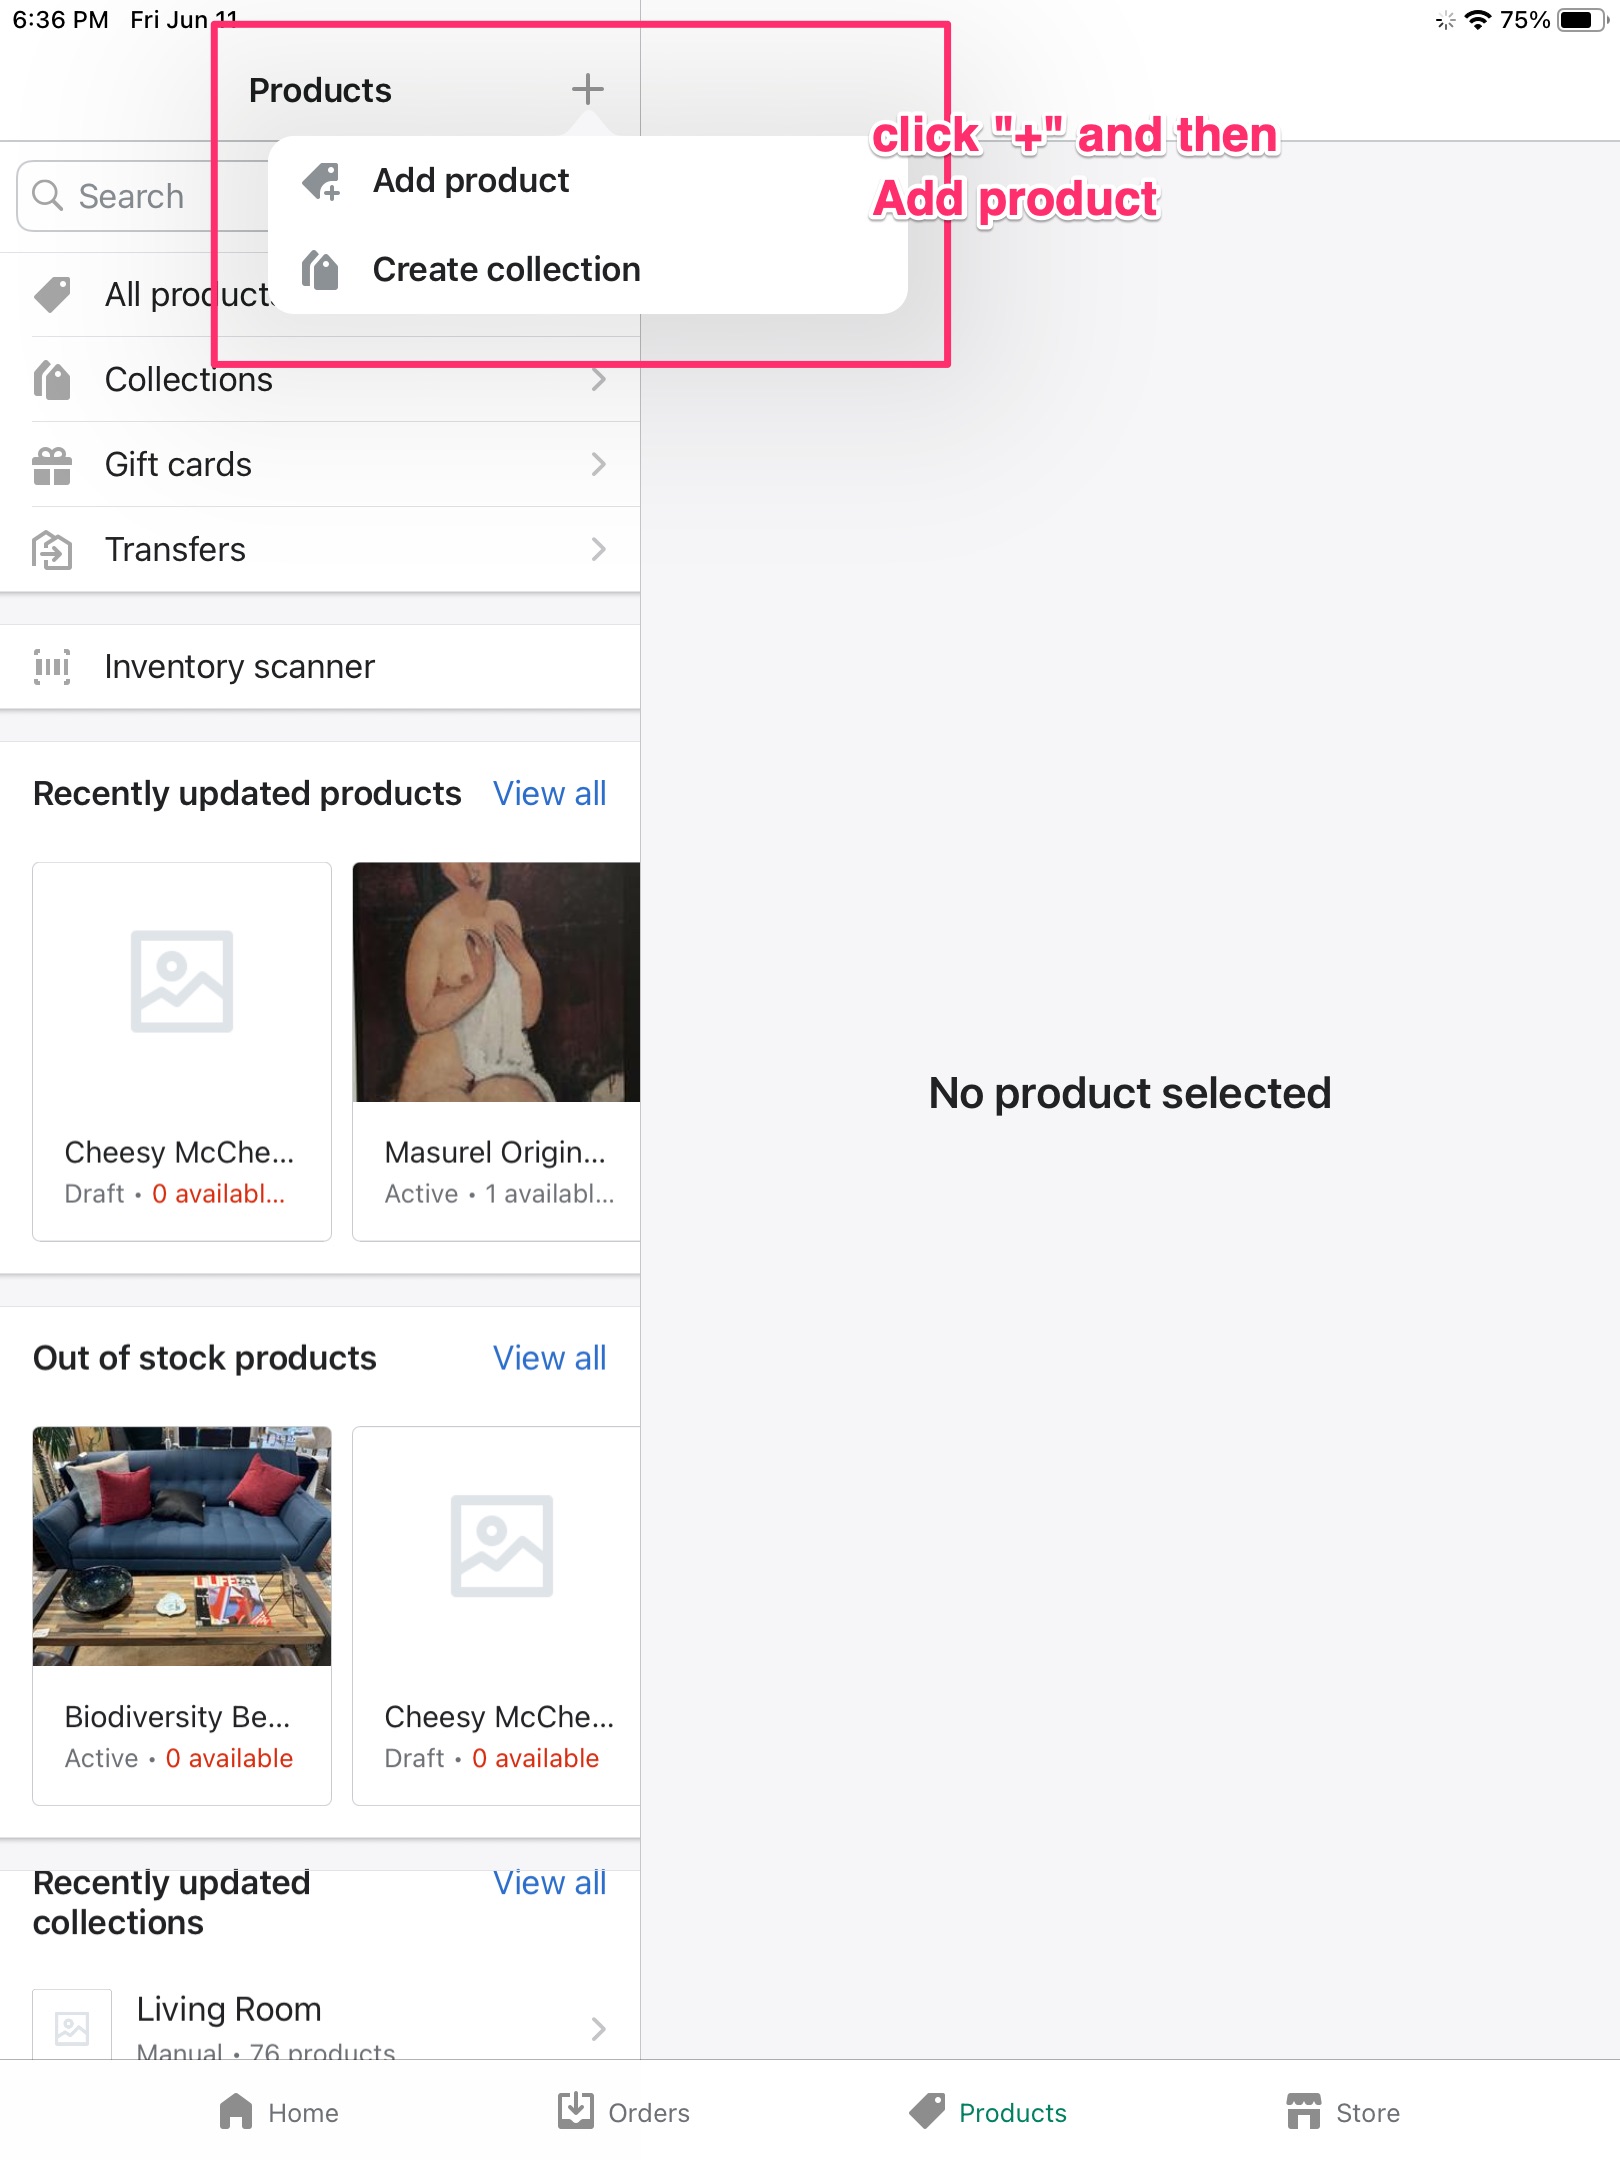 6:36 PM Fri Jun 11
75%
Products
click "+" and then
Add product
Add product
Search
Create collection
All product
Collections
Gift cards
Transfers
Inventory scanner
Recently updated products View all
Cheesy McChe...
Draft • 0 availabl...
Masurel Origin...
Active • 1 availabl...
No product selected
Out of stock products View all
LIFE
Biodiversity Be...
Active • 0 available
Cheesy McChe...
Draft • 0 available
Recently updated View all
collections
Living Room
Manual • 76 products
Home Orders Products Store